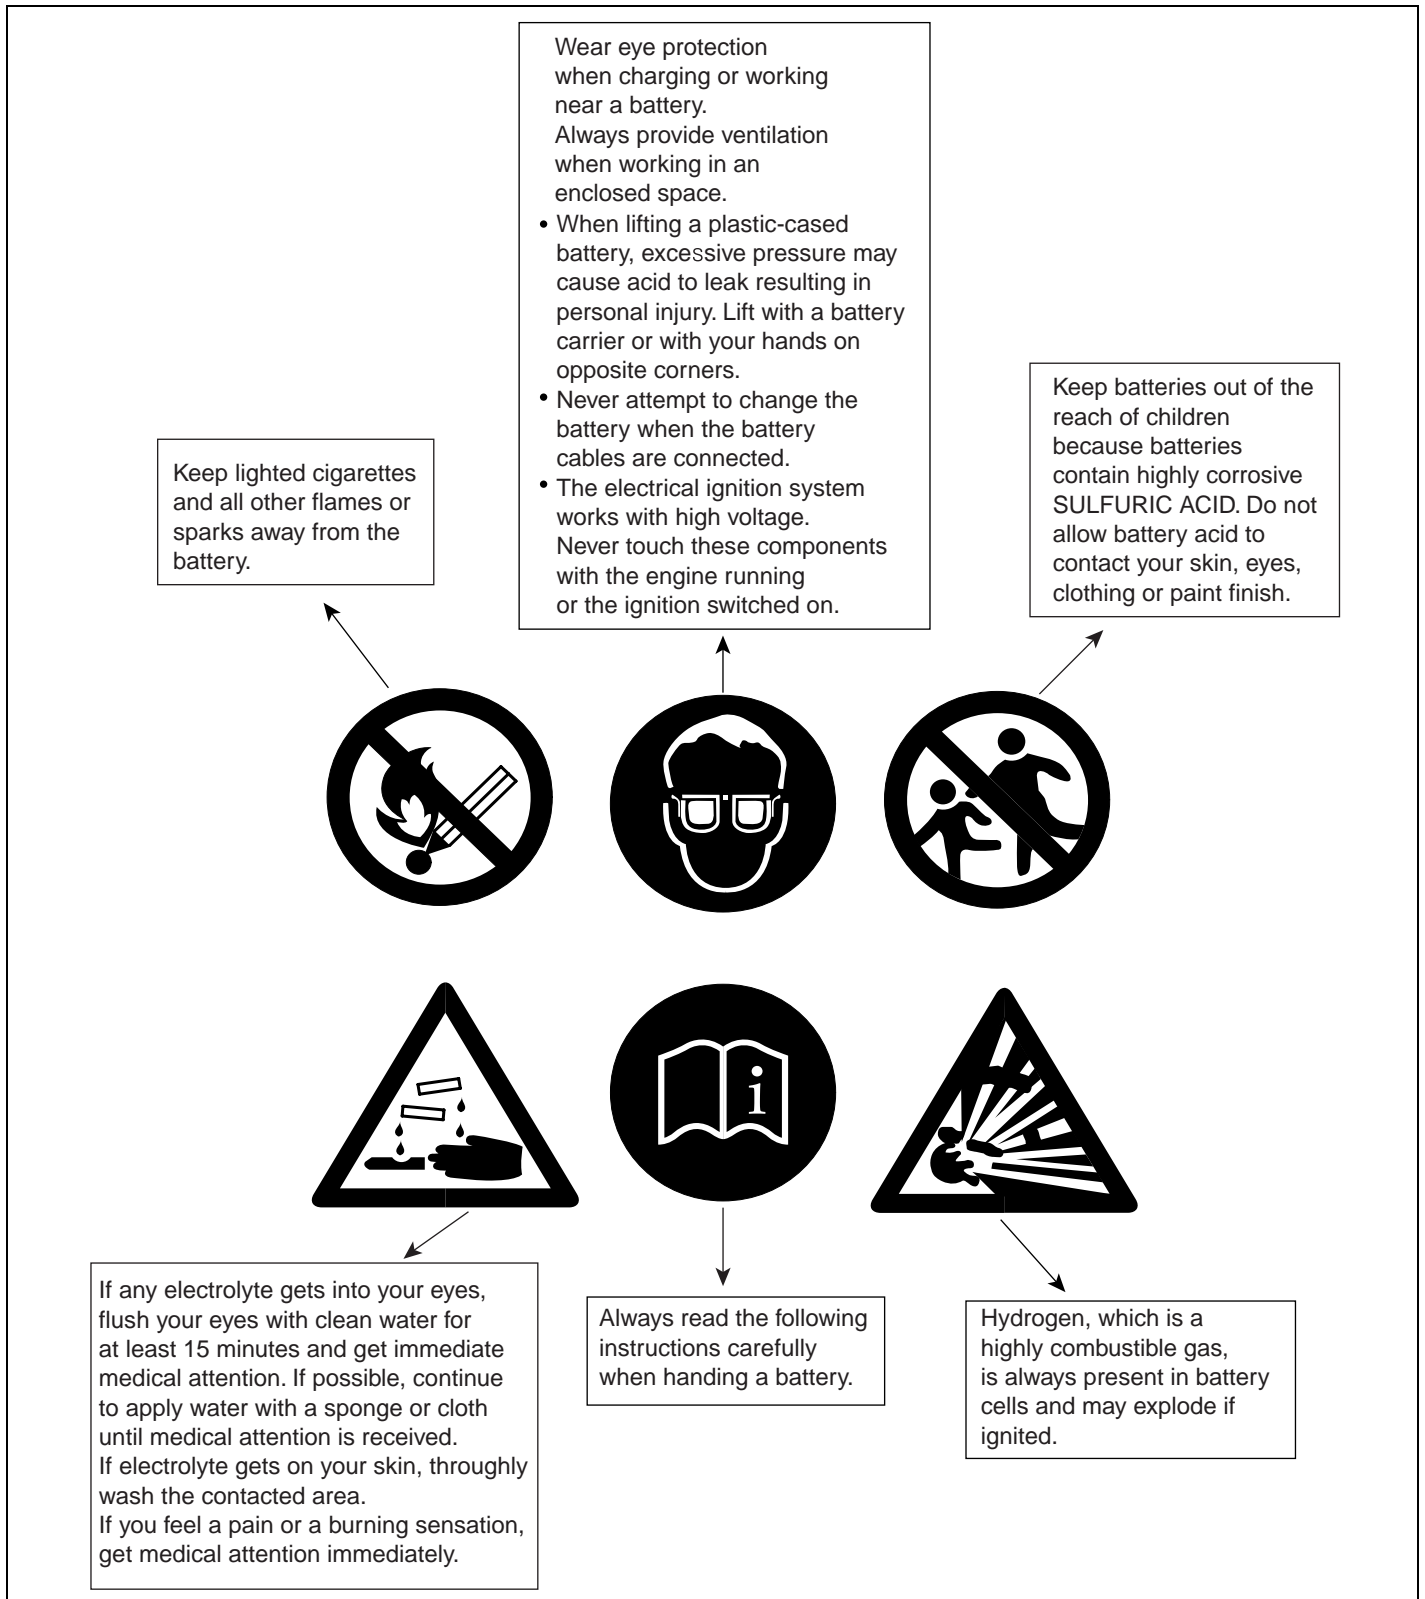 Wear eye protection
when charging or working
near a battery.
Always provide ventilation
when working in an
enclosed space.
• When lifting a plastic-cased
battery, excessive pressure may
cause acid to leak resulting in
personal injury. Lift with a battery
carrier or with your hands on
opposite corners.
• Never attempt to change the
battery when the battery
cables are connected.
• The electrical ignition system
works with high voltage.
Never touch these components
with the engine running
or the ignition switched on.
Keep lighted cigarettes
and all other flames or
sparks away from the
battery.
Keep batteries out of the
reach of children
because batteries
contain highly corrosive
SULFURIC ACID. Do not
allow battery acid to
contact your skin, eyes,
clothing or paint finish.
i
If any electrolyte gets into your eyes,
flush your eyes with clean water for
at least 15 minutes and get immediate
medical attention. If possible, continue
to apply water with a sponge or cloth
until medical attention is received.
If electrolyte gets on your skin, throughly
wash the contacted area.
If you feel a pain or a burning sensation,
get medical attention immediately.
Always read the following
instructions carefully
when handing a battery.
Hydrogen, which is a
highly combustible gas,
is always present in battery
cells and may explode if
ignited.